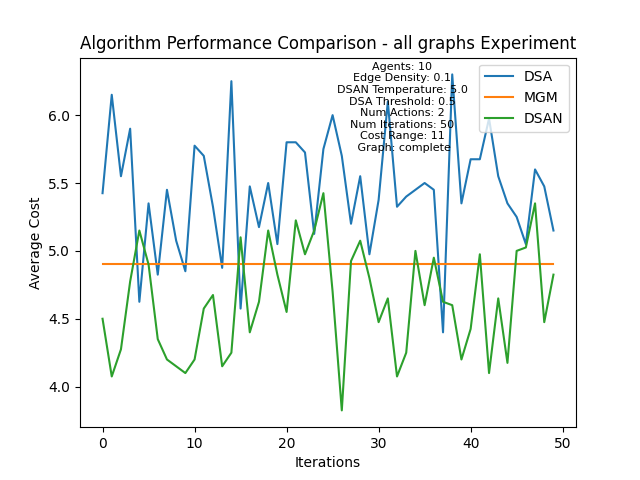 Algorithm Performance Comparison - all graphs Experiment
Agents: 10
Edge Density: 0.1
DSAN Temperature: 5.0
DSA Threshold: 0.5
Num Actions: 2
Num Iterations: 50
Cost Range: 11
Graph: complete
DSA
MGM
DSAN
Average Cost
6.0
5.5
5.0
4.5
4.0
0 10 20 30 40 50
Iterations